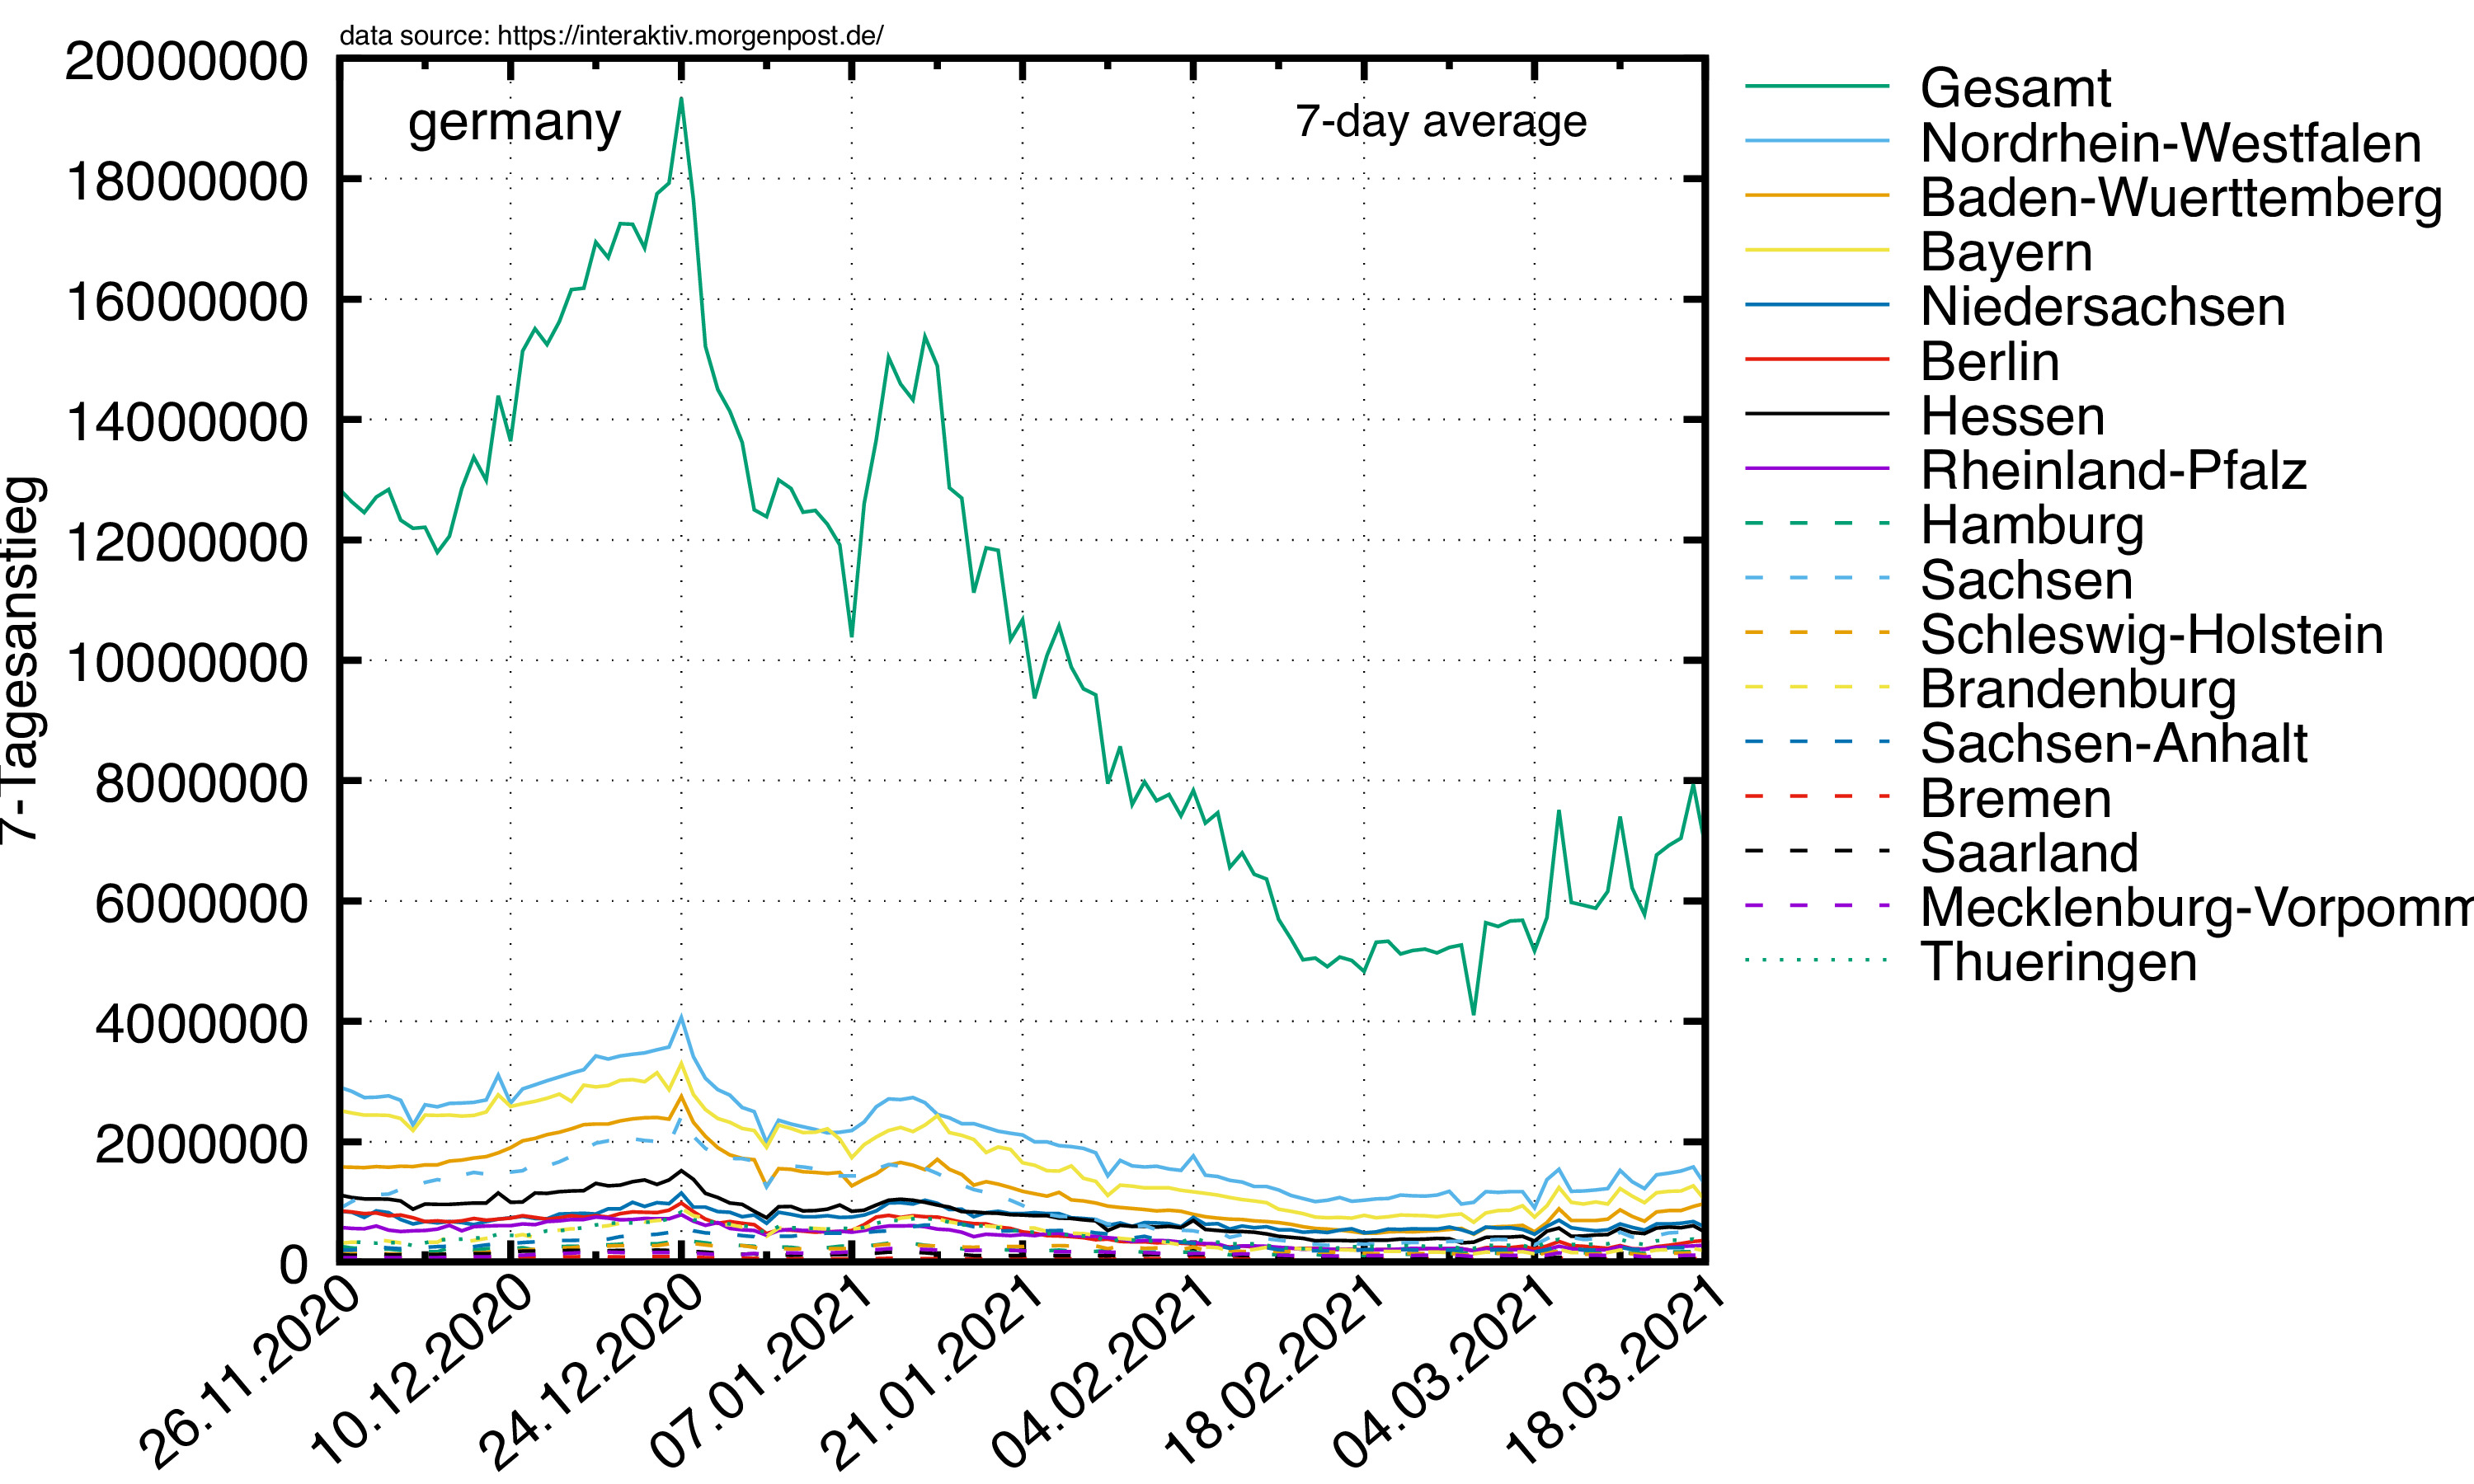 data source: https://interaktiv.morgenpost.de/
germany
7-day average
7-Tagesanstieg
20000000
18000000
16000000
14000000
12000000
10000000
8000000
6000000
4000000
2000000
0
26.11.2020
10.12.2020
24.12.2020
07.01.2021
21.01.2021
04.02.2021
18.02.2021
04.03.2021
18.03.2021
Gesamt
Nordrhein-Westfalen
Baden-Wuerttemberg
Bayern
Niedersachsen
Berlin
Hessen
Rheinland-Pfalz
Hamburg
Sachsen
Schleswig-Holstein
Brandenburg
Sachsen-Anhalt
Bremen
Saarland
Mecklenburg-Vorpomm
Thueringen